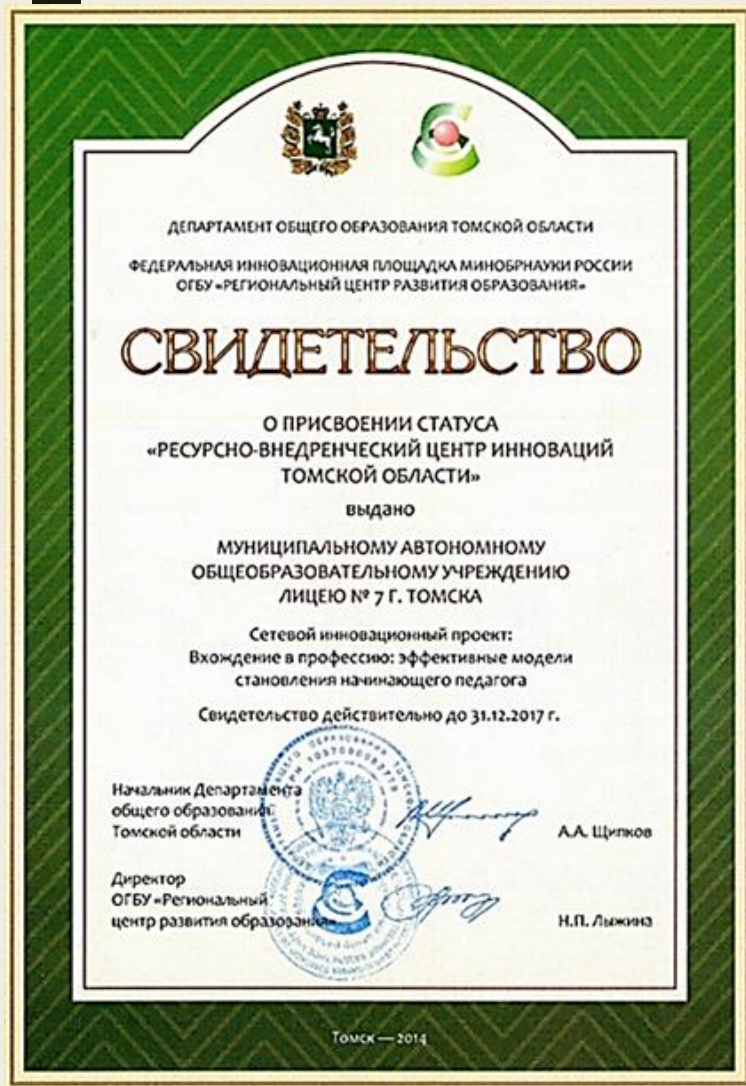 ДЕПАРТАМЕНТ ОБЩЕГО ОБРАЗОВАНИЯ ТОМСКОЙ ОБЛАСТИ
ФЕДЕРАЛЬНАЯ ИННОВАЦИОННАЯ ПЛОЩАДКА МИНОБРНАУКИ РОССИИ
ОГБУ «РЕГИОНАЛЬНЫЙ ЦЕНТР РАЗВИТИЯ ОБРАЗОВАНИЯ»
СВИДЕТЕЛЬСТВО
О ПРИСВОЕНИИ СТАТУСА
«РЕСУРСНО-ВНЕДРЕНЧЕСКИЙ ЦЕНТР ИННОВАЦИЙ
ТОМСКОЙ ОБЛАСТИ»
выдано
МУНИЦИПАЛЬНОМУ АВТОНОМНОМУ
ОБЩЕОБРАЗОВАТЕЛЬНОМУ УЧРЕЖДЕНИЮ
ЛИЦЕЮ № 7 Г. ТОМСКА
Сетевой инновационный проект:
Вхождение в профессию: эффективные модели
становления начинающего педагога
Свидетельство действительно до 31.12.2017 г.
Начальник Департамента
общего образования
Томской области
А.А. Щипков
Директор
ОГБУ «Региональный
центр развития образования»
Н.П. Лыжина
Томск — 2014